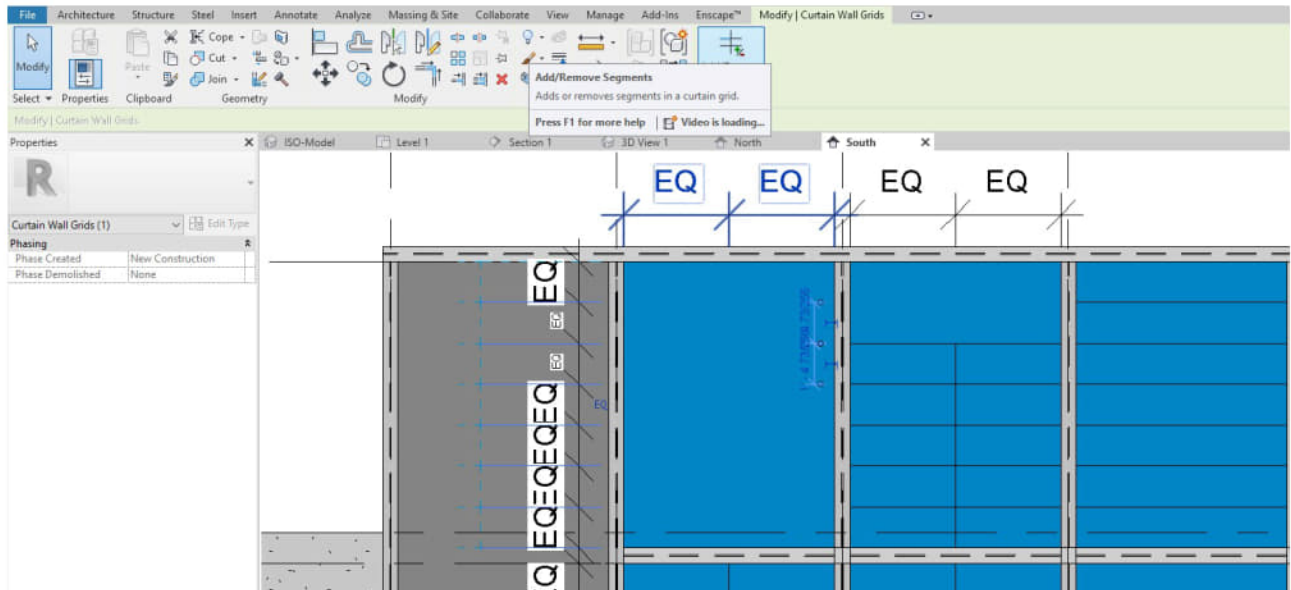 File Architecture Structure Steel Insert Annotate Analyze Massing & Site Collaborate View Manage Add-Ins Enscape™ Modify | Curtain Wall Grids
Cope
Cut
Join
Modify
Paste
Select Properties Clipboard Geometry Modify
Add/Remove Segments
Adds or removes segments in a curtain grid.
Press F1 for more help Video is loading...
Modify | Curtain Wall Grids
Properties X ISO-Model Level 1 Section 1 3D View 1 North South X
R
Curtain Wall Grids (1) Edit Type
Phasing
Phase Created New Construction
Phase Demolished None
EQ EQ EQ EQ
EQ
EQ
EQ
EQ
EQ
EQEQEQEQ